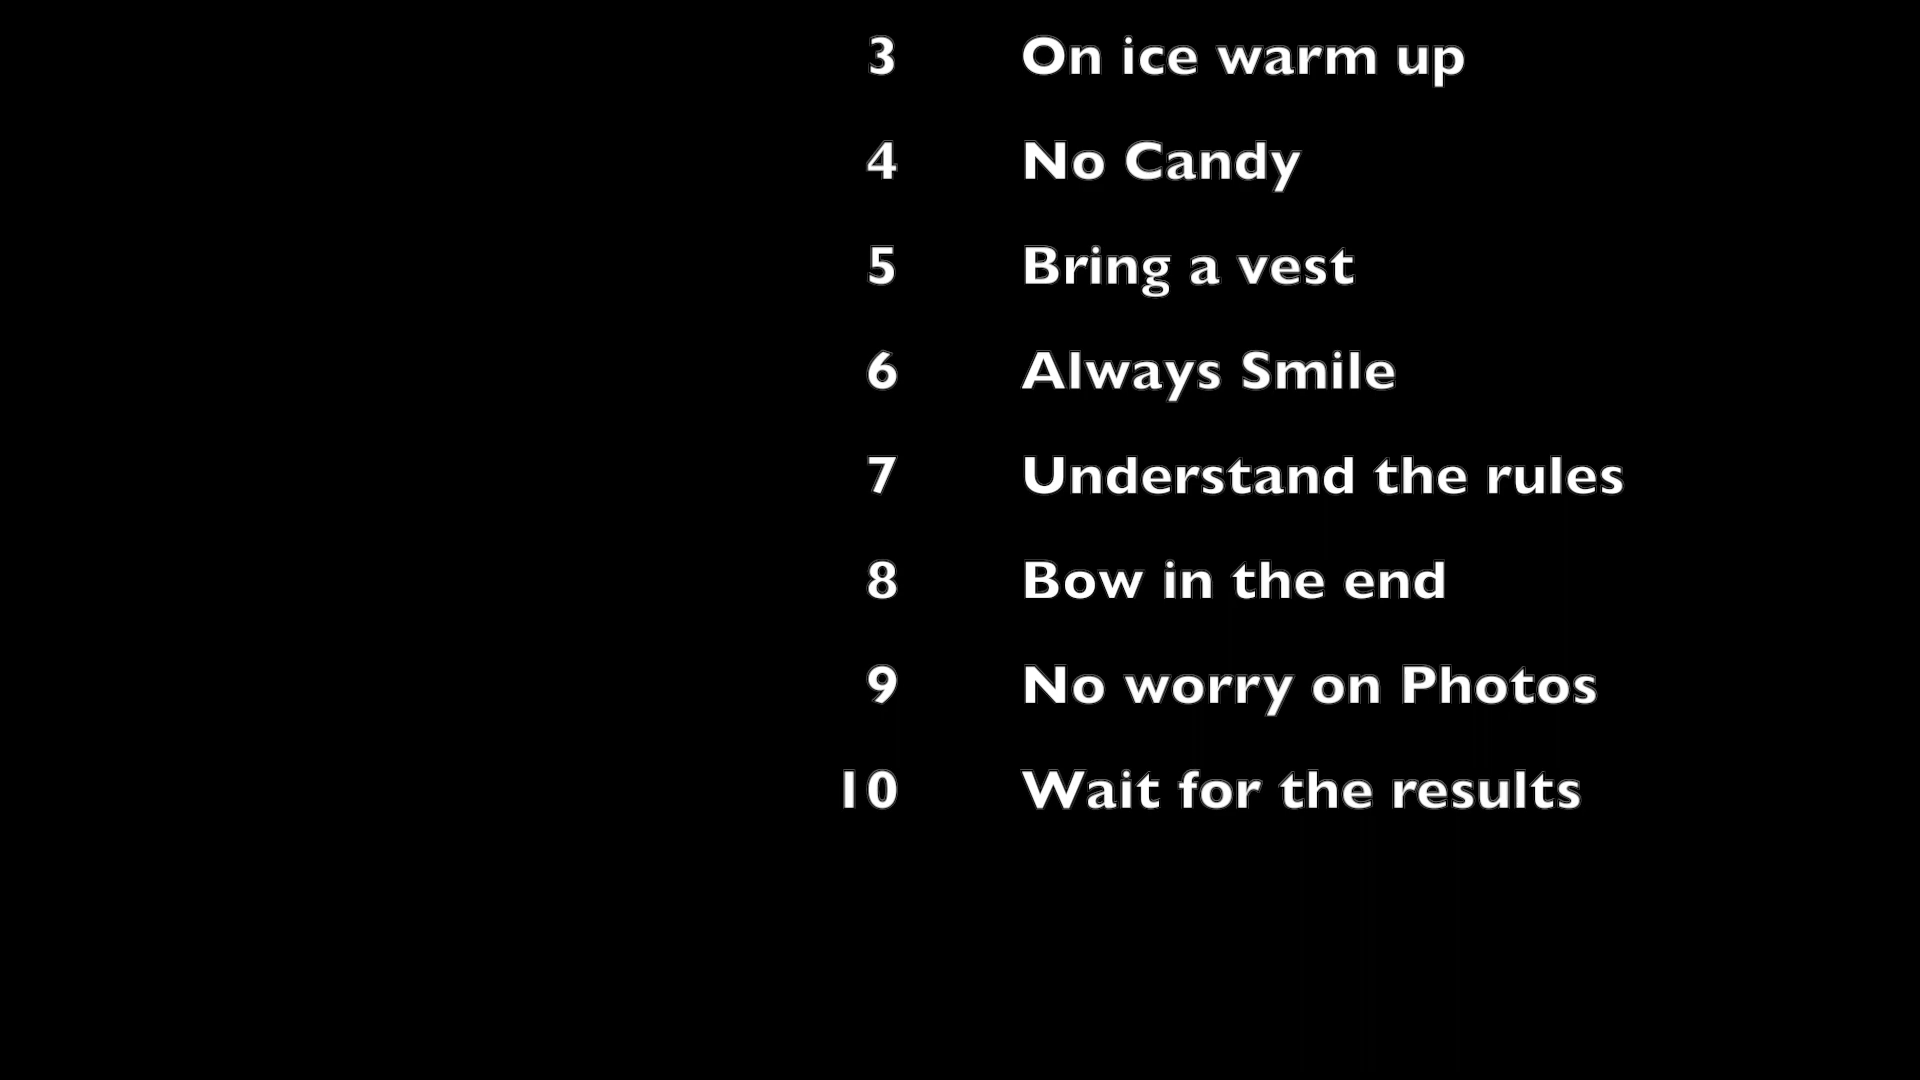 3 On ice warm up
4 No Candy
5 Bring a vest
6 Always Smile
7 Understand the rules
8 Bow in the end
9 No worry on Photos
10 Wait for the results